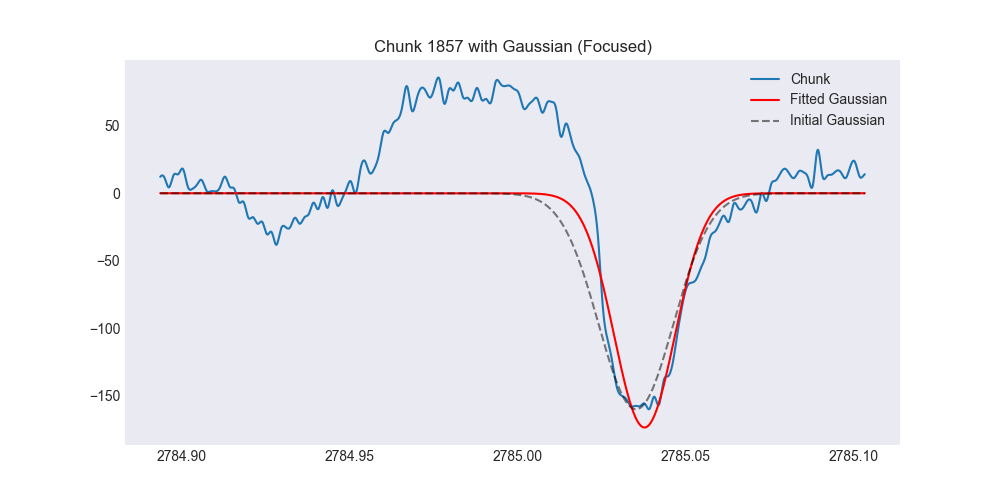 Chunk 1857 with Gaussian (Focused)
Chunk
Fitted Gaussian
Initial Gaussian
50
0
−50
−100
−150
2784.90 2784.95 2785.00 2785.05 2785.10